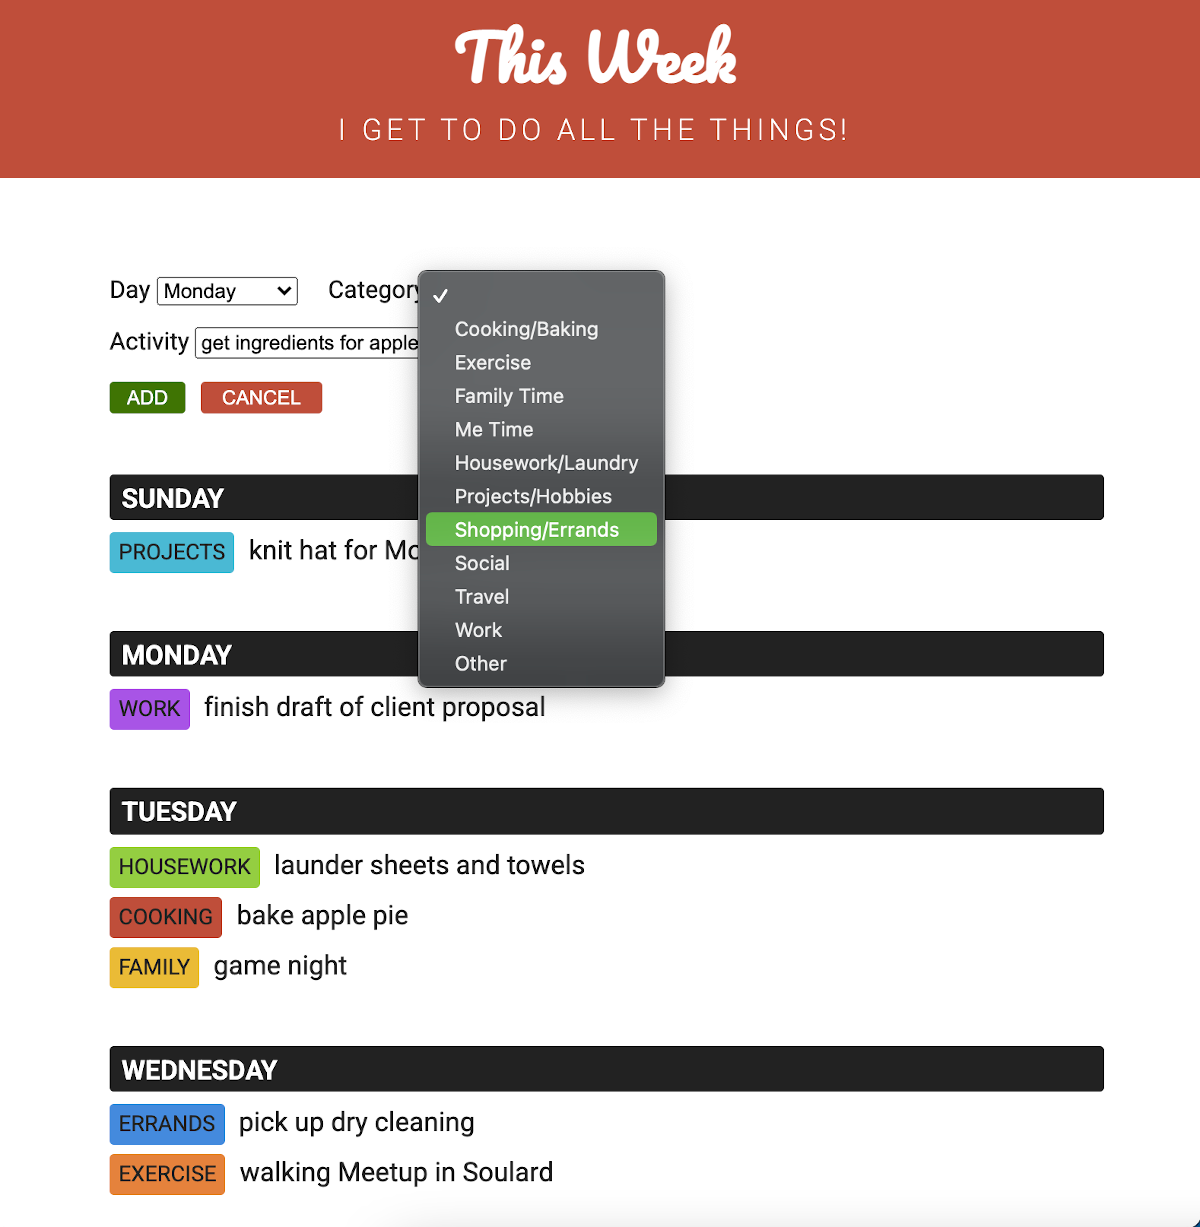 This Week
I GET TO DO ALL THE THINGS!
Day Monday Category
Activity get ingredients for apple
ADD CANCEL
Cooking/Baking
Exercise
Family Time
Me Time
Housework/Laundry
Projects/Hobbies
Shopping/Errands
Social
Travel
Work
Other
SUNDAY
PROJECTS knit hat for
MONDAY
WORK finish draft of client proposal
TUESDAY
HOUSEWORK launder sheets and towels
COOKING bake apple pie
FAMILY game night
WEDNESDAY
ERRANDS pick up dry cleaning
EXERCISE walking Meetup in Soulard